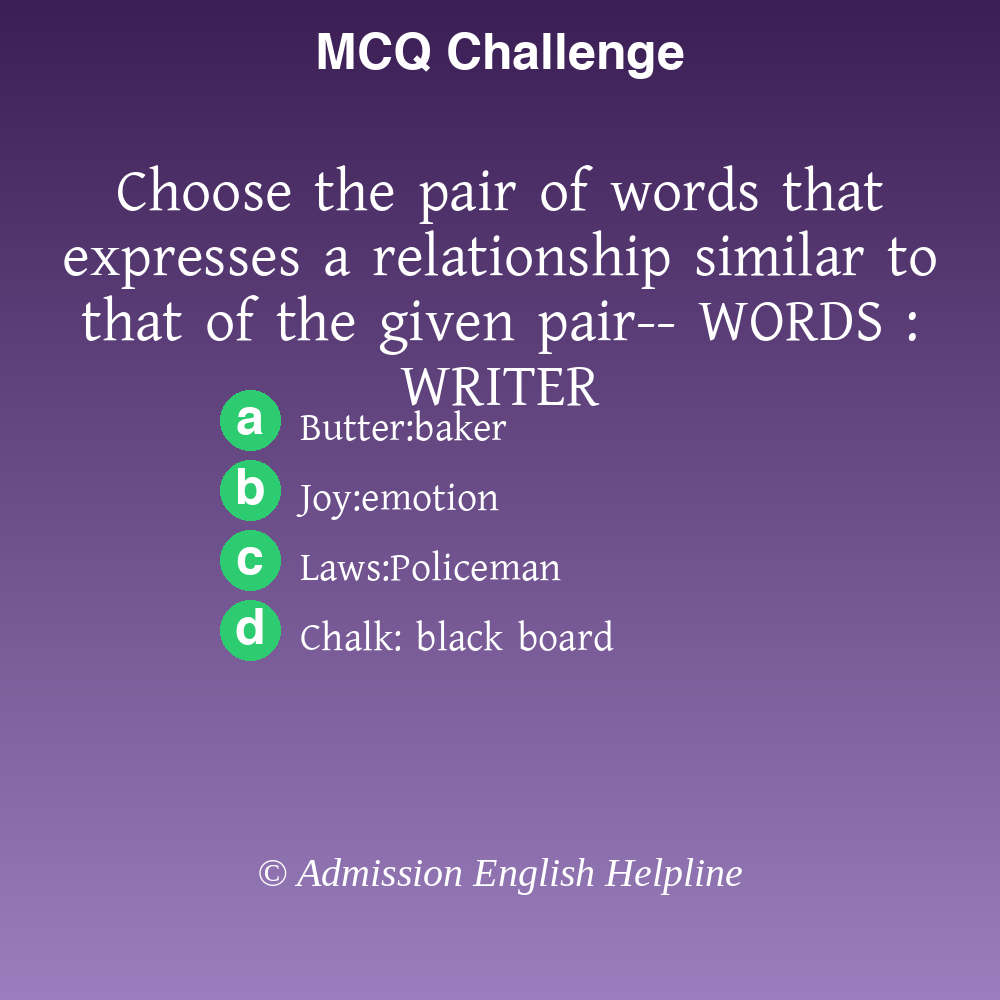 MCQ Challenge
Choose the pair of words that
expresses a relationship similar to
that of the given pair-- WORDS :
WRITER
a Butter:baker
b Joy:emotion
c Laws:Policeman
d Chalk: black board
© Admission English Helpline